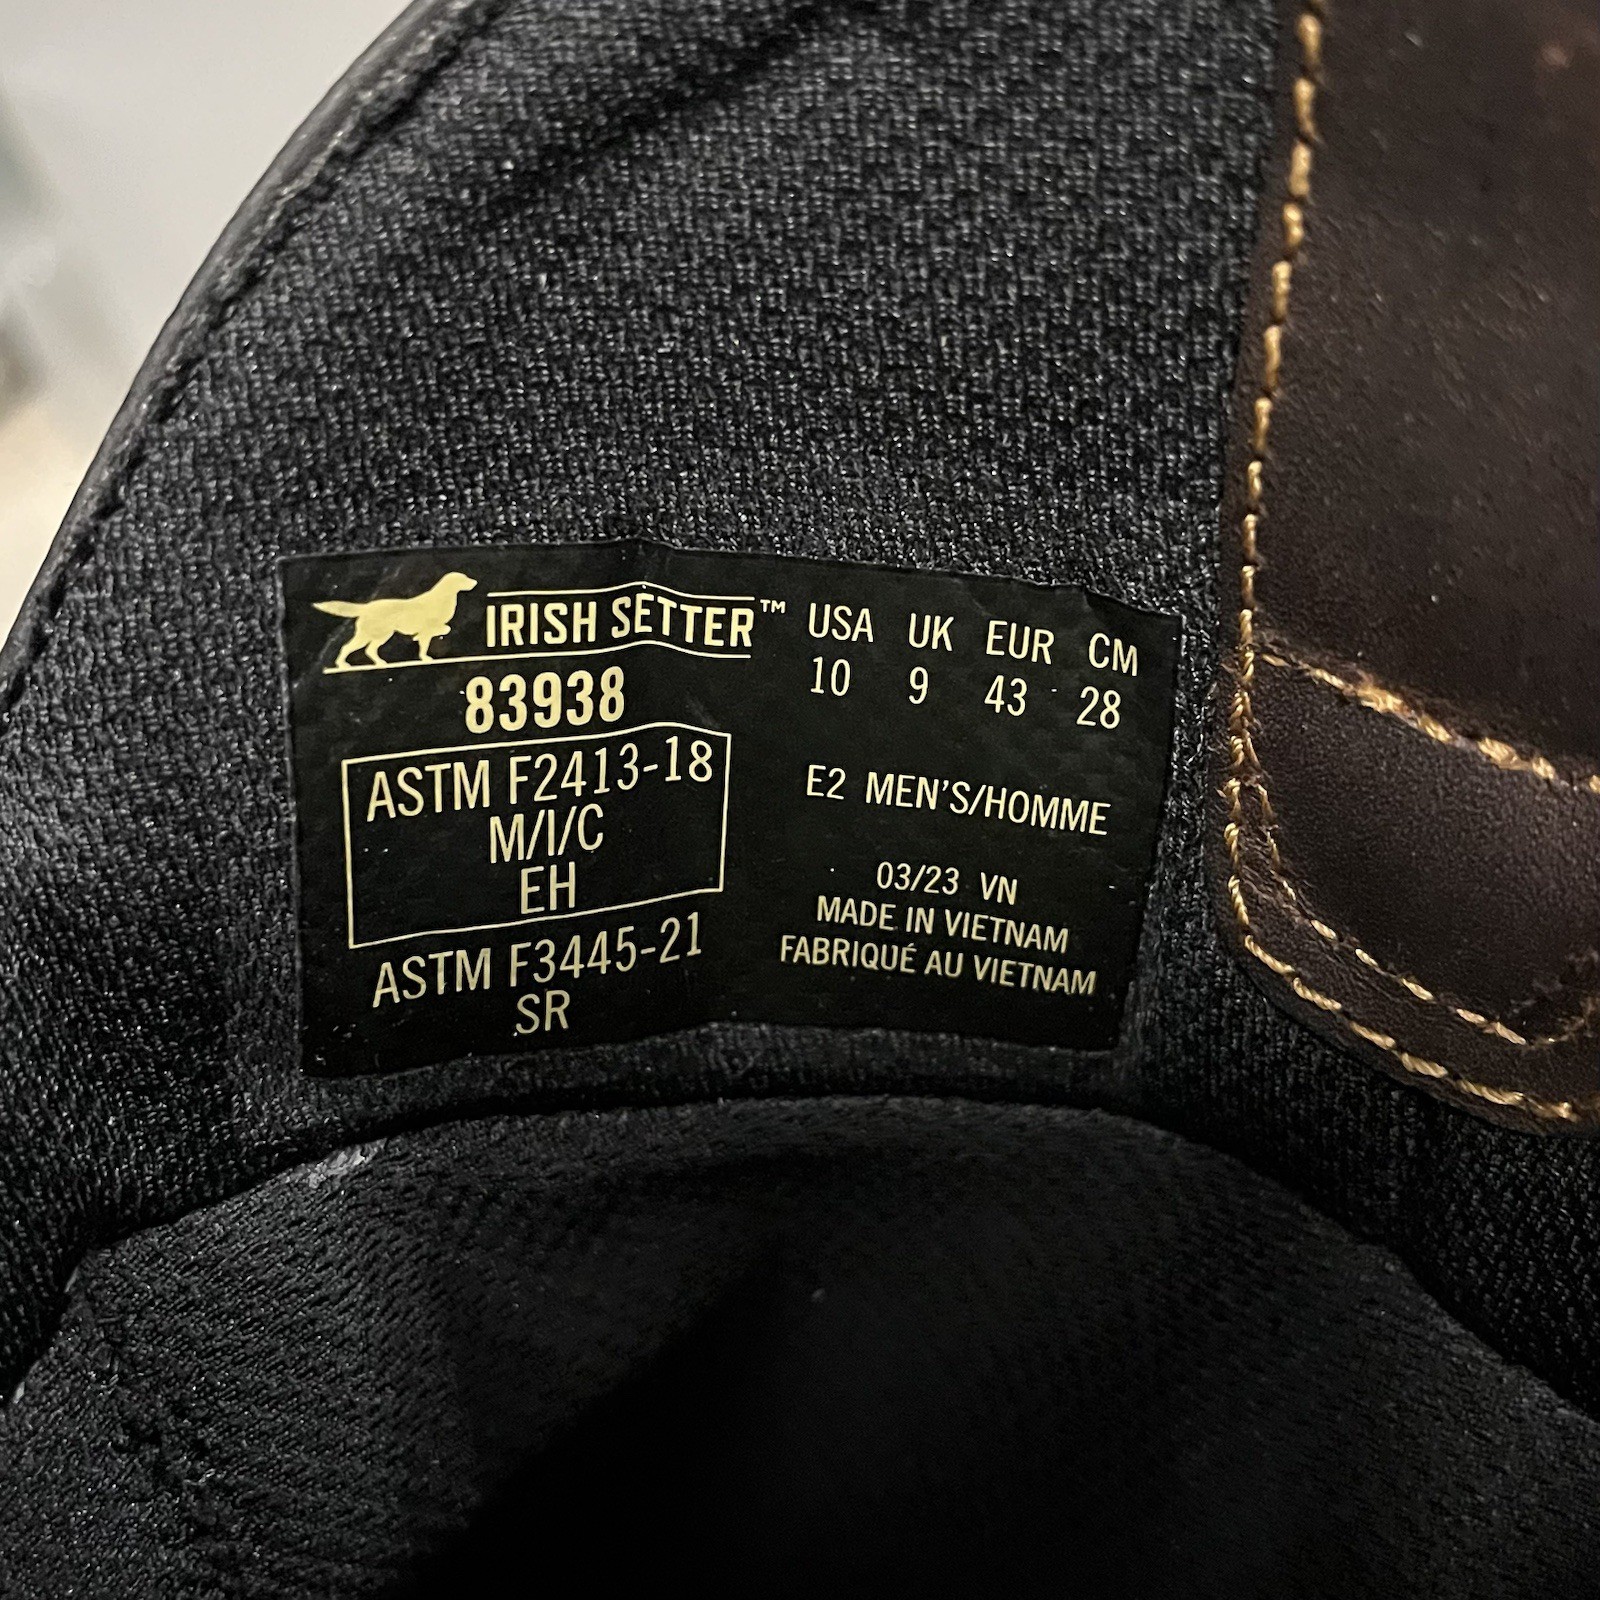 IRISH SETTER™
83938
ASTM F2413-18
M/I/C
EH
ASTM F3445-21
SR
USA UK EUR CM
10 9 43 28
E2 MEN'S/HOMME
03/23 VN
MADE IN VIETNAM
FABRIQUÉ AU VIETNAM